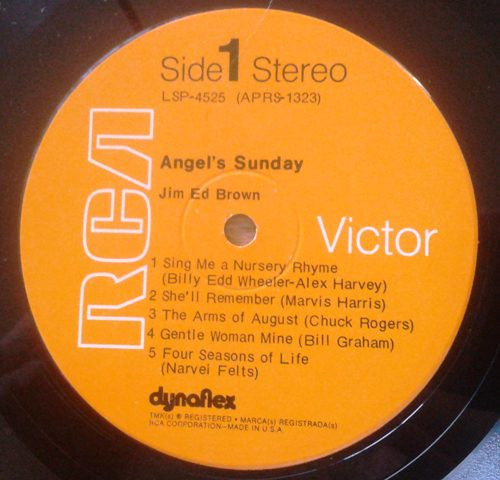 Side 1 Stereo
LSP-4525 (APRS-1323)
RCA
Angel's Sunday
Jim Ed Brown
Victor
1 Sing Me a Nursery Rhyme
(Billy Edd Wheeler-Alex Harvey)
2 She'll Remember (Marvis Harris)
3 The Arms of August (Chuck Rogers)
4 Gentle Woman Mine (Bill Graham)
5 Four Seasons of Life
(Narvel Felts)
dynaflex
TMK(s) ® REGISTERED • MARCA(s) REGISTRADA(s)
RCA CORPORATION—MADE IN U.S.A.